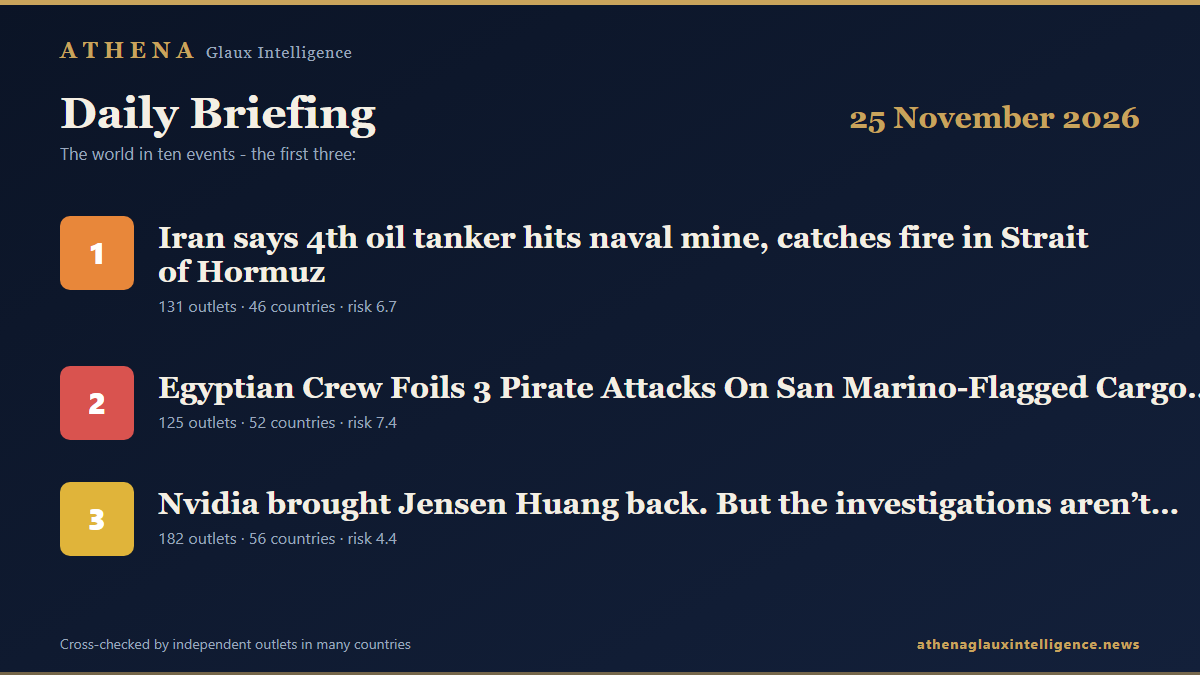 ATHENA Glaux Intelligence
Daily Briefing
25 November 2026
The world in ten events - the first three:
1
Iran says 4th oil tanker hits naval mine, catches fire in Strait
of Hormuz
131 outlets · 46 countries · risk 6.7
2
Egyptian Crew Foils 3 Pirate Attacks On San Marino-Flagged Cargo...
125 outlets · 52 countries · risk 7.4
3
Nvidia brought Jensen Huang back. But the investigations aren’t...
182 outlets · 56 countries · risk 4.4
Cross-checked by independent outlets in many countries
athenaglauxintelligence.news